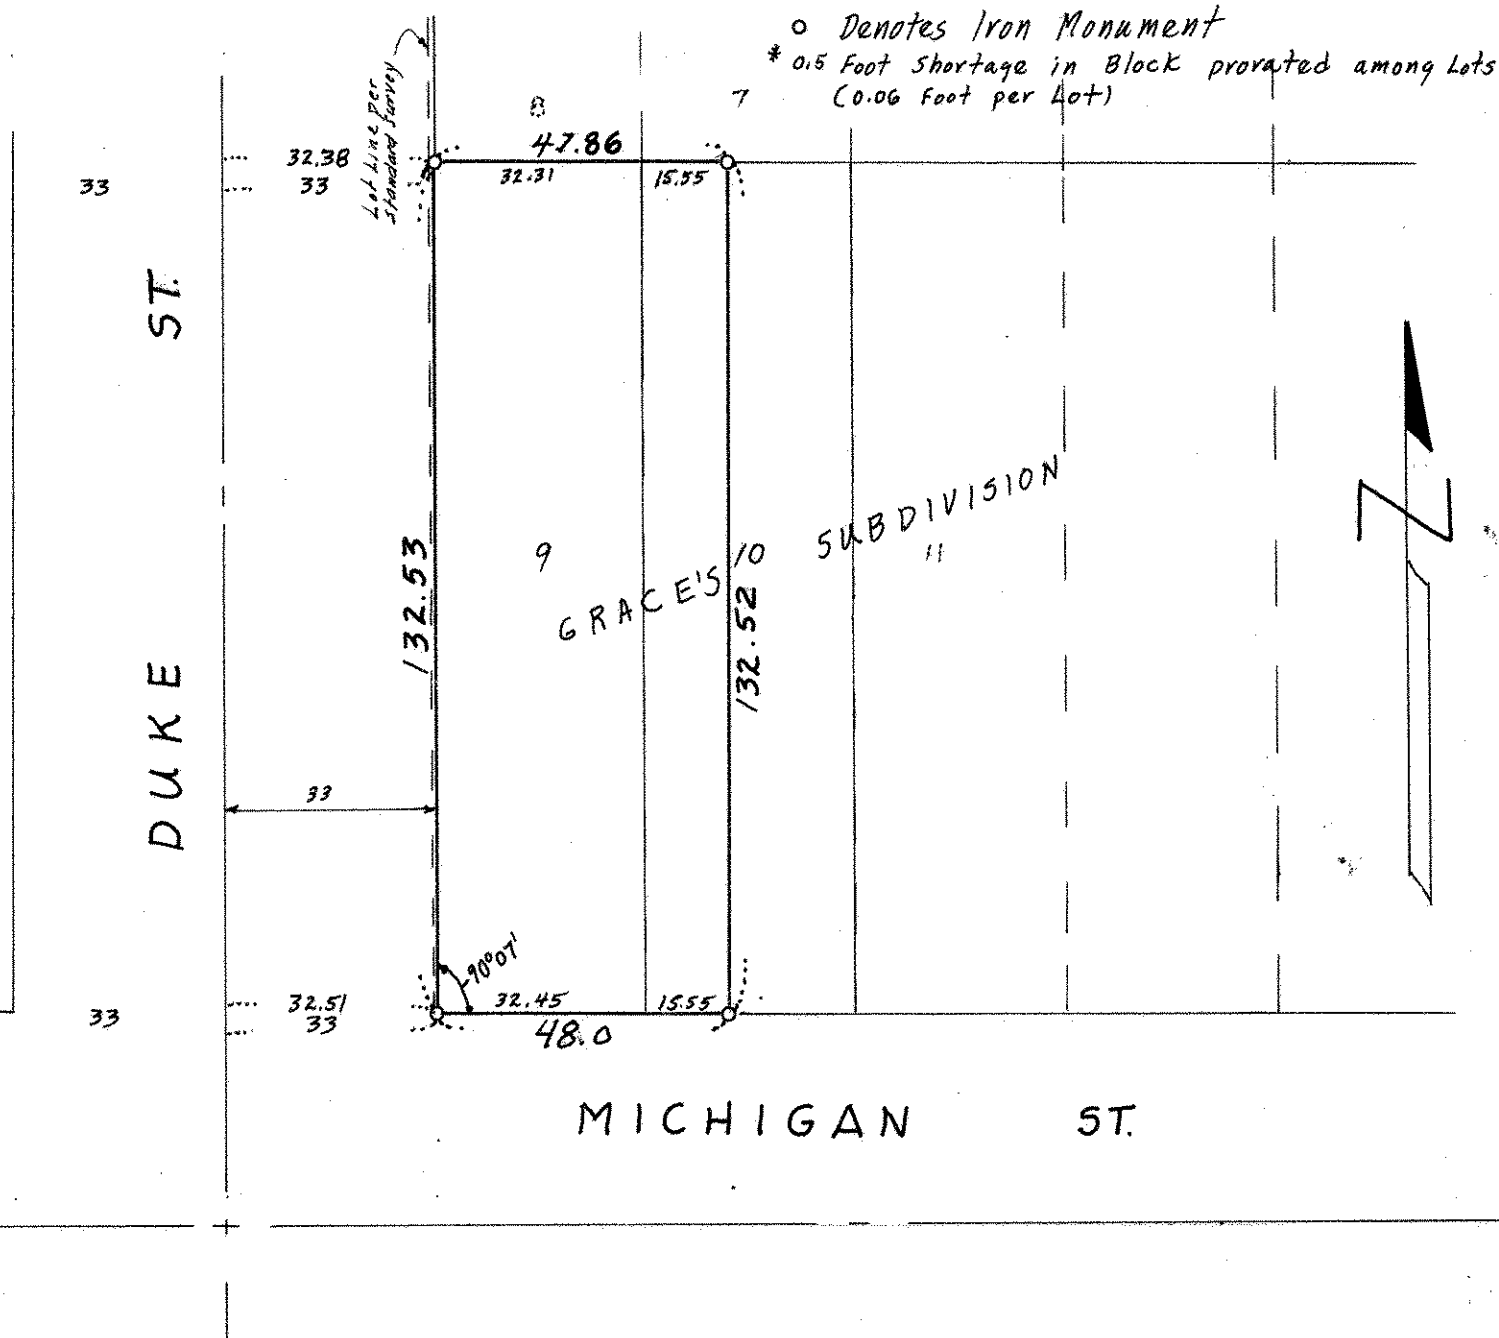 o Denotes Iron Monument
* 0.5 Foot Shortage in Block prorated among Lots
(0.06 Foot per Lot)
Lot Line per
Standard Survey
8
7
47.86
32.38
33
33
32.31
15.55
DUKE ST.
132.53
9
10
11
GRACE'S SUBDIVISION
132.52
N
33
90°07'
32.51
33
33
32.45
15.55
48.0
MICHIGAN ST.